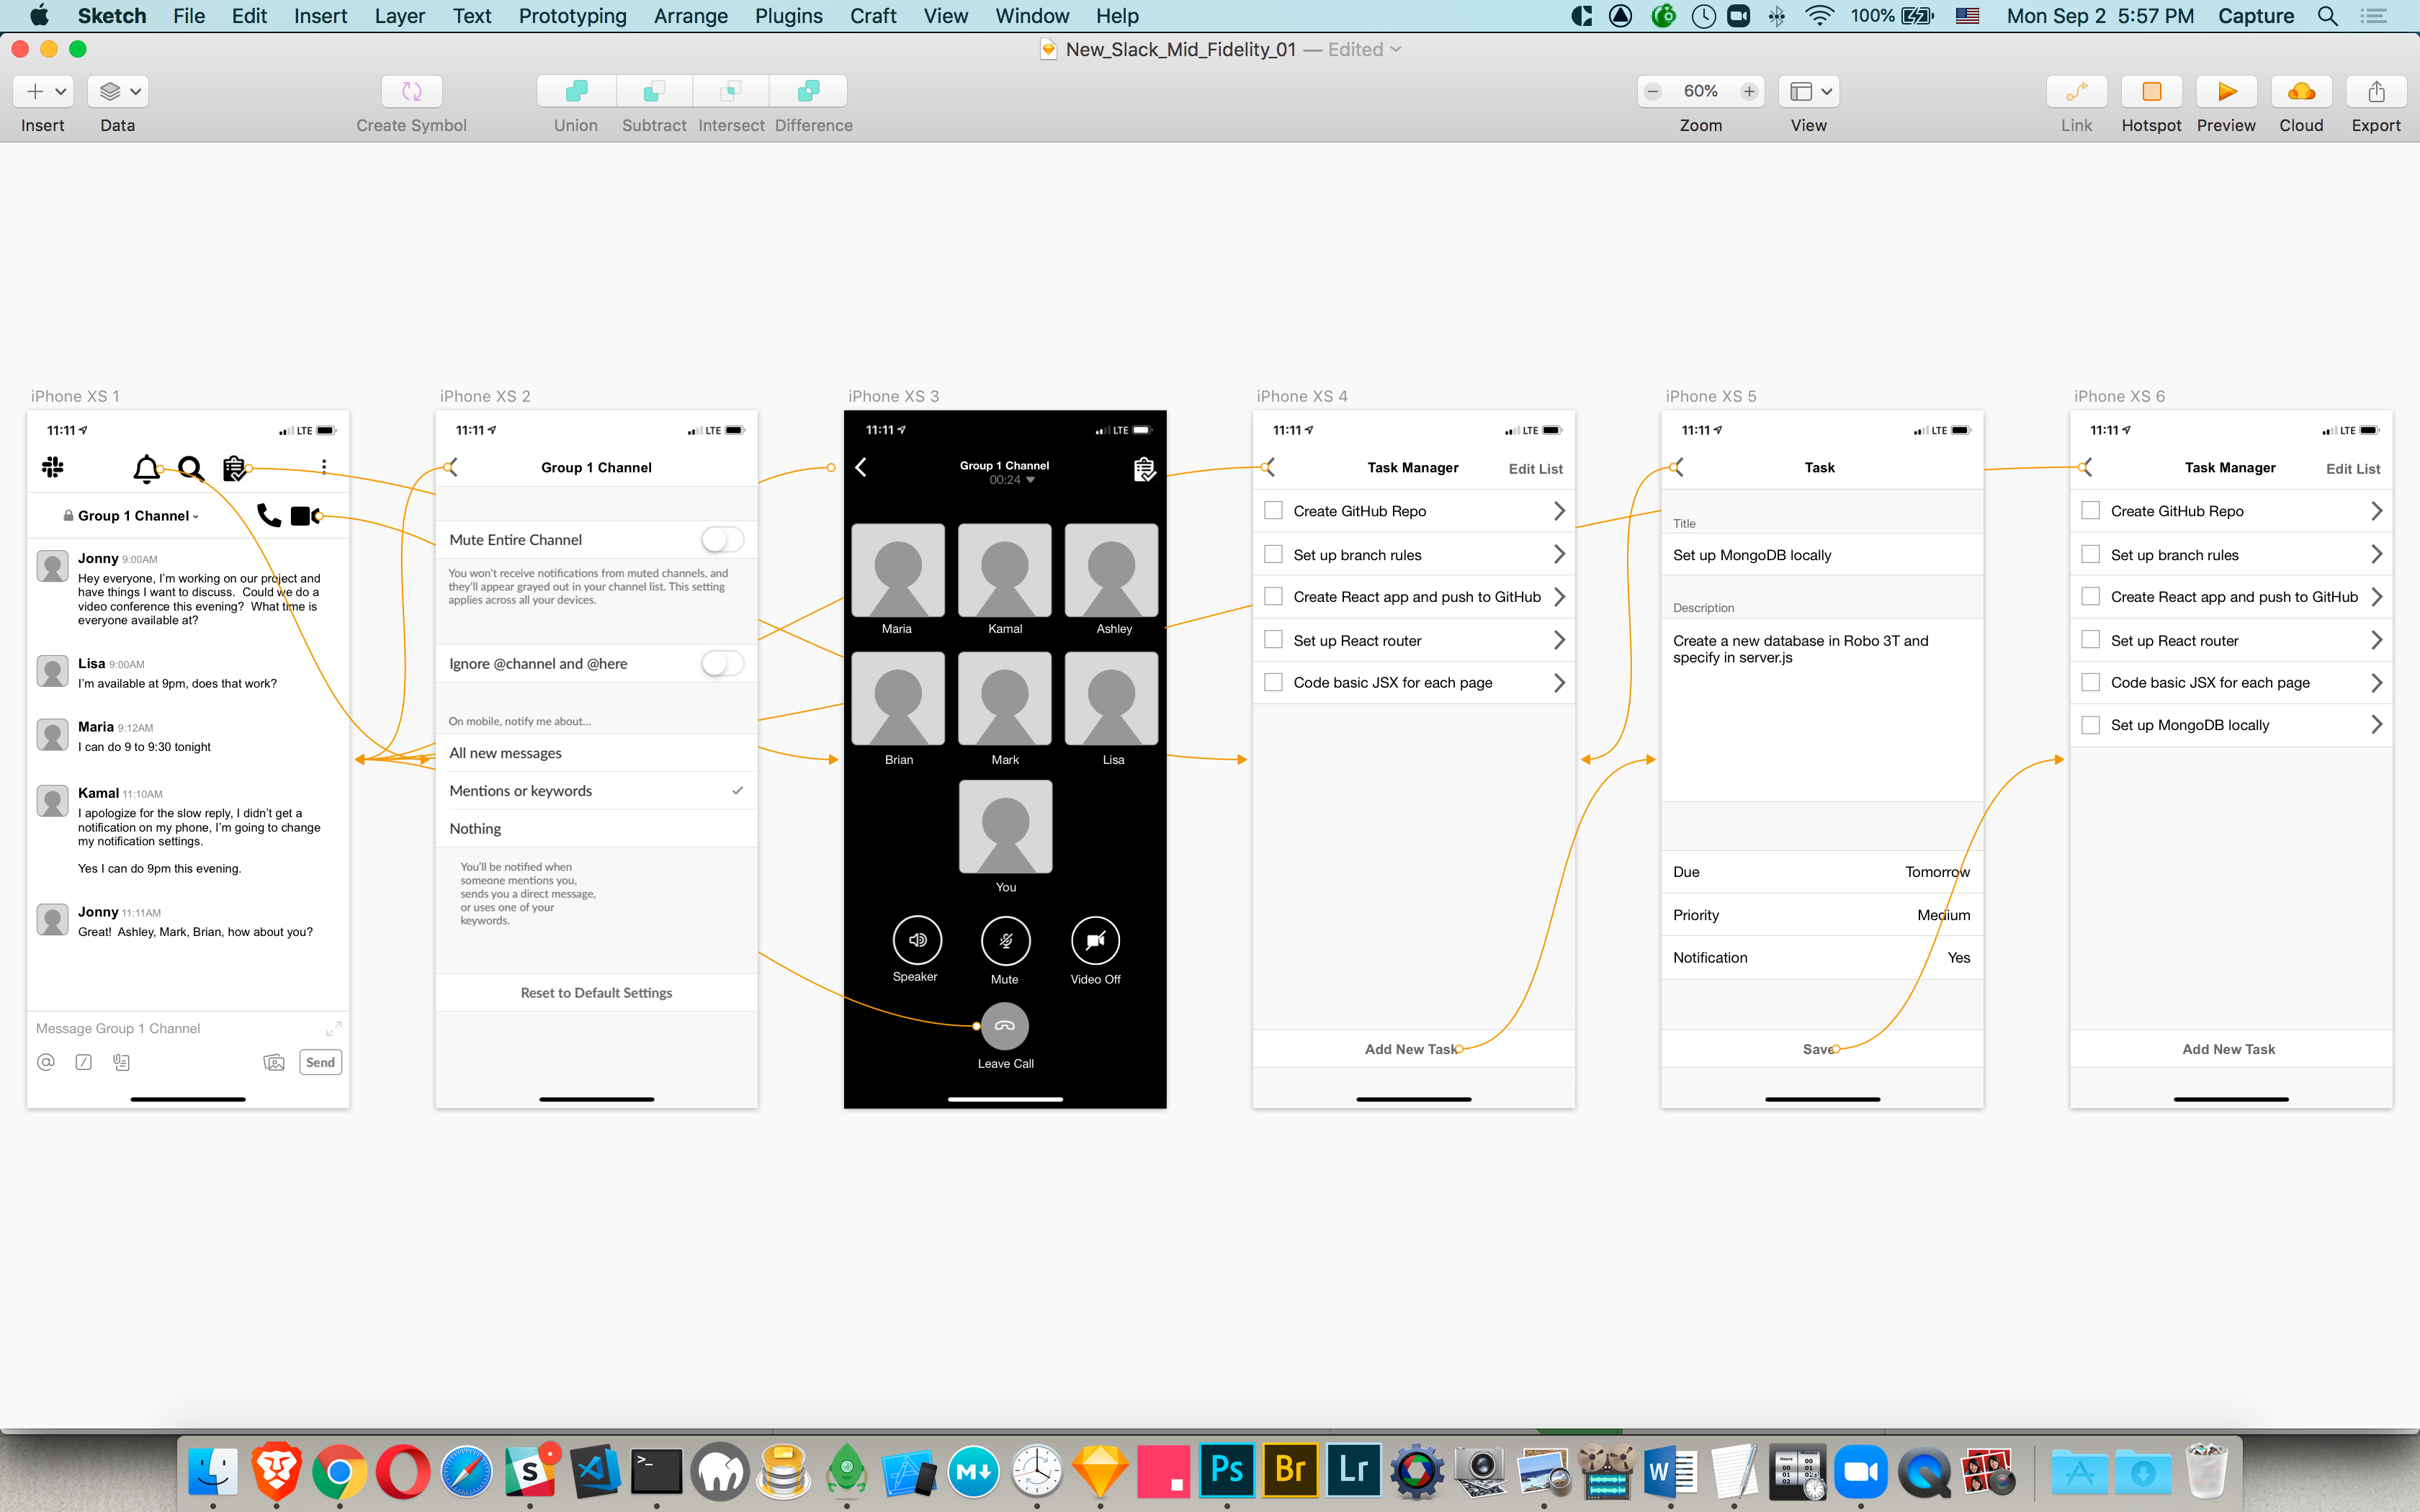 Sketch File Edit Insert Layer Text Prototyping Arrange Plugins Craft View Window Help 100% Mon Sep 2 5:57 PM Capture
New_Slack_Mid_Fidelity_01 — Edited
60%
Insert Data Create Symbol Union Subtract Intersect Difference Zoom View Link Hotspot Preview Cloud Export
iPhone XS 1
11:11 LTE
Group 1 Channel
Jonny 9:00AM
Hey everyone, I'm working on our project and
have things I want to discuss. Could we do a
video conference this evening? What time is
everyone available at?
Lisa 9:00AM
I'm available at 9pm, does that work?
Maria 9:12AM
I can do 9 to 9:30 tonight
Kamal 11:10AM
I apologize for the slow reply, I didn't get a
notification on my phone, I'm going to change
my notification settings.
Yes I can do 9pm this evening.
Jonny 11:11AM
Great! Ashley, Mark, Brian, how about you?
Message Group 1 Channel
@ / Send
iPhone XS 2
11:11 LTE
Group 1 Channel
Mute Entire Channel
You won't receive notifications from muted channels, and
they'll appear grayed out in your channel list. This setting
applies across all your devices.
Ignore @channel and @here
On mobile, notify me about...
All new messages
Mentions or keywords
Nothing
You'll be notified when
someone mentions you,
sends you a direct message,
or uses one of your
keywords.
Reset to Default Settings
iPhone XS 3
11:11 LTE
Group 1 Channel
00:24
Maria Kamal Ashley
Brian Mark Lisa
You
Speaker Mute Video Off
Leave Call
iPhone XS 4
11:11 LTE
Task Manager Edit List
Create GitHub Repo
Set up branch rules
Create React app and push to GitHub
Set up React router
Code basic JSX for each page
Add New Task
iPhone XS 5
11:11 LTE
Task
Title
Set up MongoDB locally
Description
Create a new database in Robo 3T and
specify in server.js
Due Tomorrow
Priority Medium
Notification Yes
Save
iPhone XS 6
11:11 LTE
Task Manager Edit List
Create GitHub Repo
Set up branch rules
Create React app and push to GitHub
Set up React router
Code basic JSX for each page
Set up MongoDB locally
Add New Task
S >_ M Ps Br Lr W